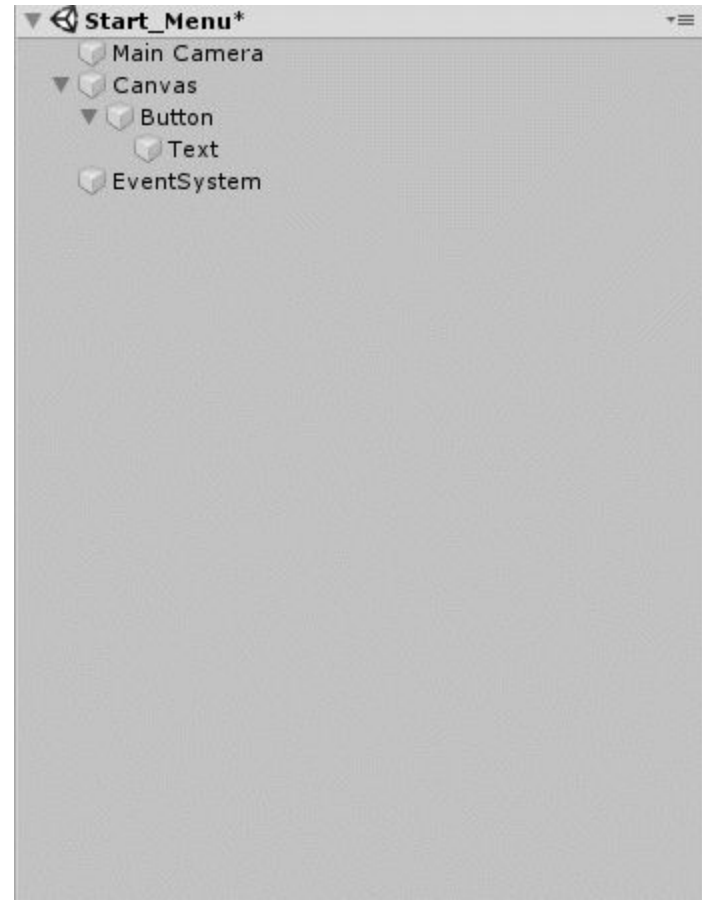 Start_Menu*
Main Camera
Canvas
Button
Text
EventSystem